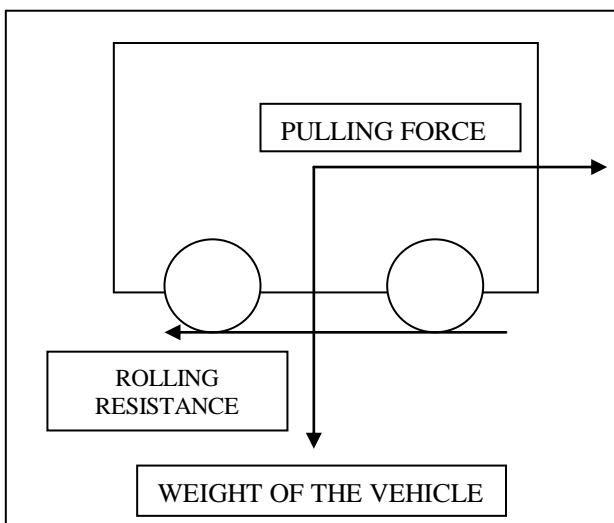 PULLING FORCE
ROLLING
RESISTANCE
WEIGHT OF THE VEHICLE